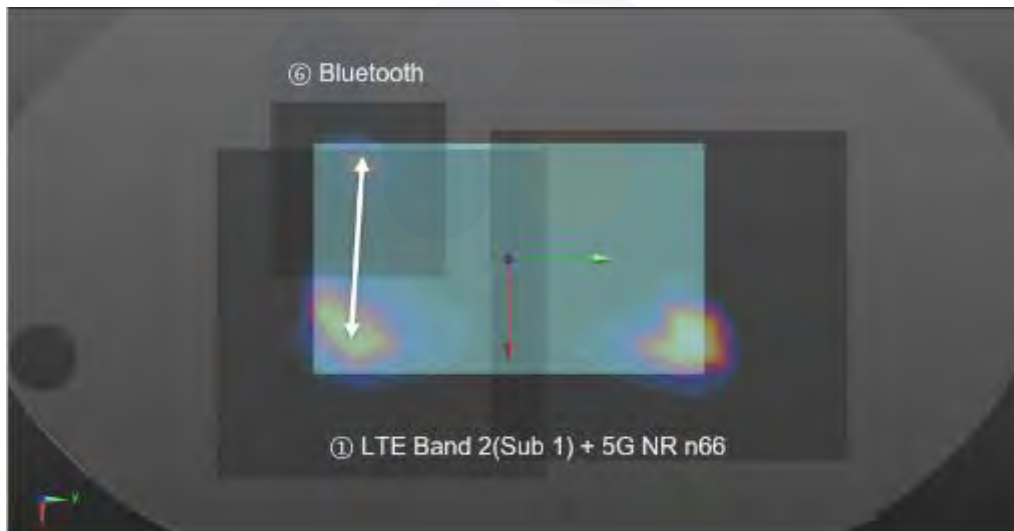 ⑥ Bluetooth
① LTE Band 2(Sub 1) + 5G NR n66
y